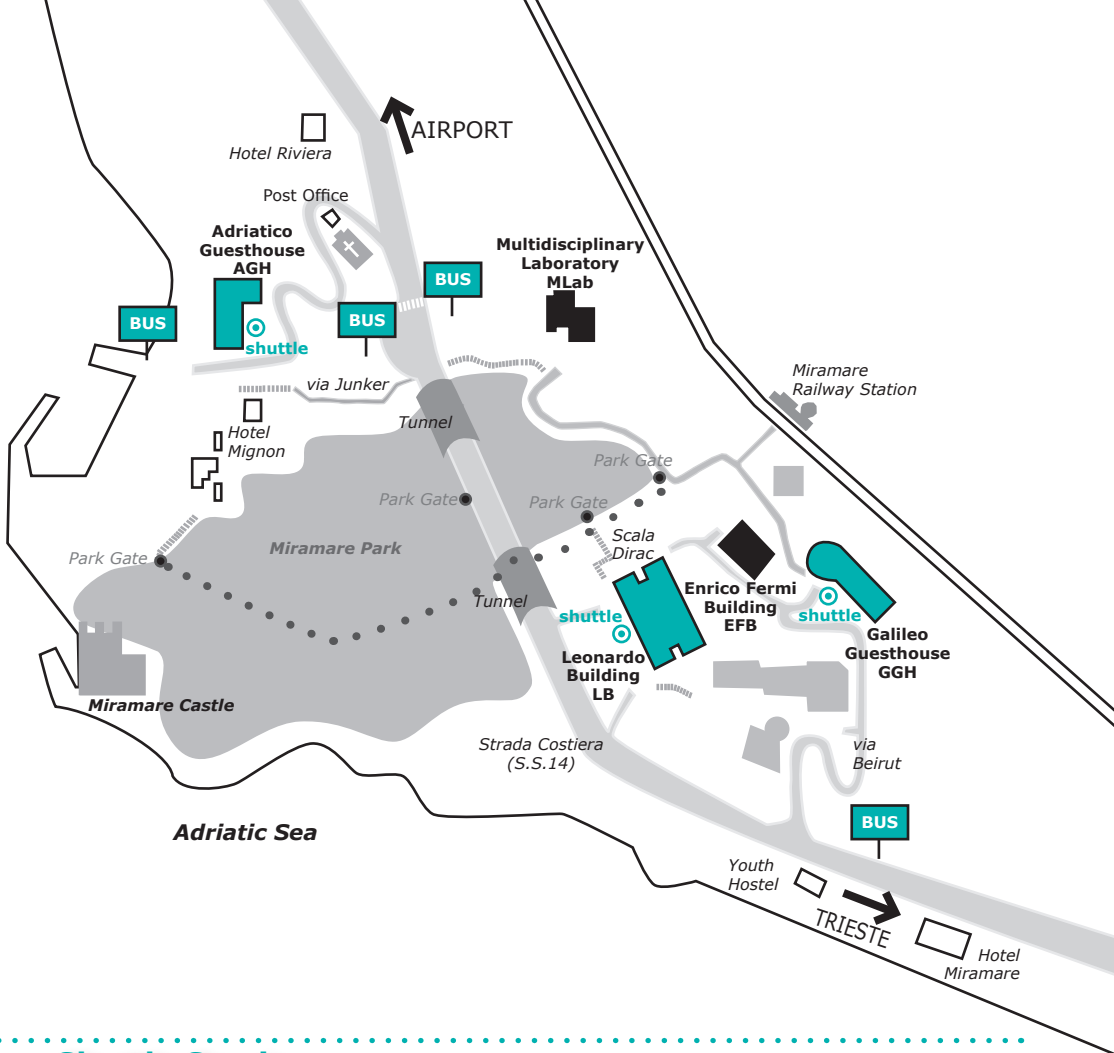 AIRPORT
Hotel Riviera
Post Office
Adriatico
Guesthouse
AGH
Multidisciplinary
Laboratory
MLab
BUS
BUS
BUS
shuttle
via Junker
Miramare
Railway Station
Tunnel
Hotel
Mignon
Park Gate
Park Gate
Park Gate
Miramare Park
Scala
Dirac
Park Gate
Enrico Fermi
Building
EFB
Tunnel
shuttle
shuttle
Galileo
Guesthouse
GGH
Leonardo
Building
LB
Miramare Castle
Strada Costiera
(S.S.14)
via
Beirut
Adriatic Sea
BUS
Youth
Hostel
TRIESTE
Hotel
Miramare